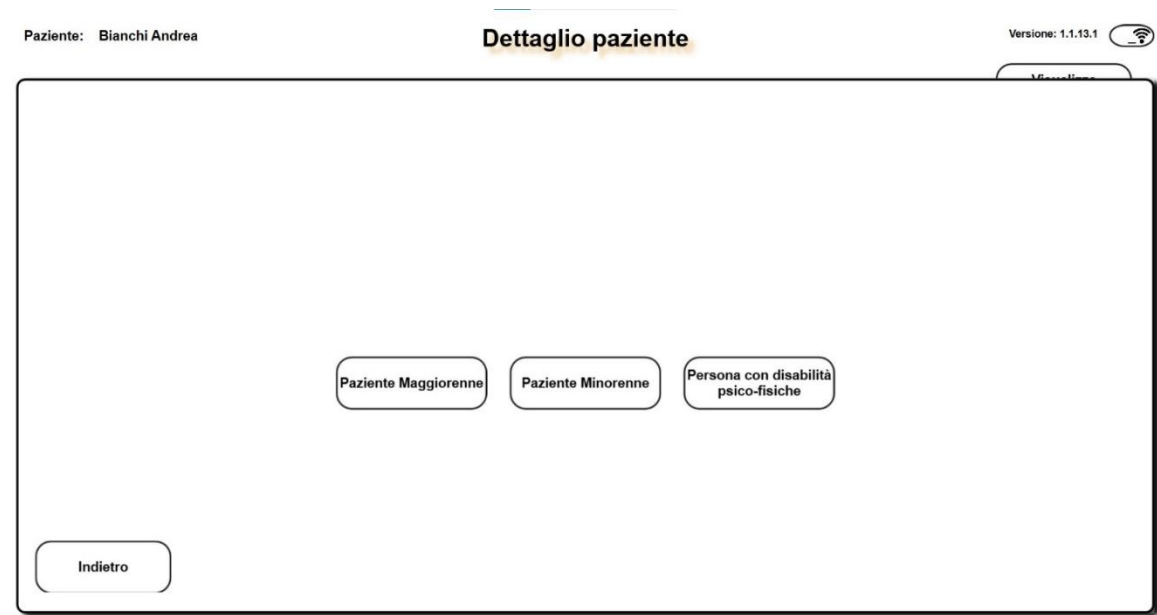 Paziente: Bianchi Andrea
Dettaglio paziente
Versione: 1.1.13.1
Paziente Maggiorenne
Paziente Minorenne
Persona con disabilità
psico-fisiche
Indietro